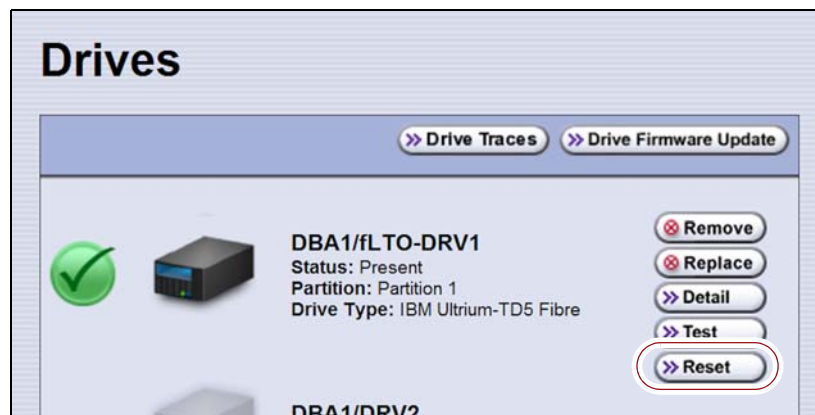 Drives
Drive Traces
Drive Firmware Update
DBA1/fLTO-DRV1
Status: Present
Partition: Partition 1
Drive Type: IBM Ultrium-TD5 Fibre
Remove
Replace
Detail
Test
Reset
DBA1/DRV2